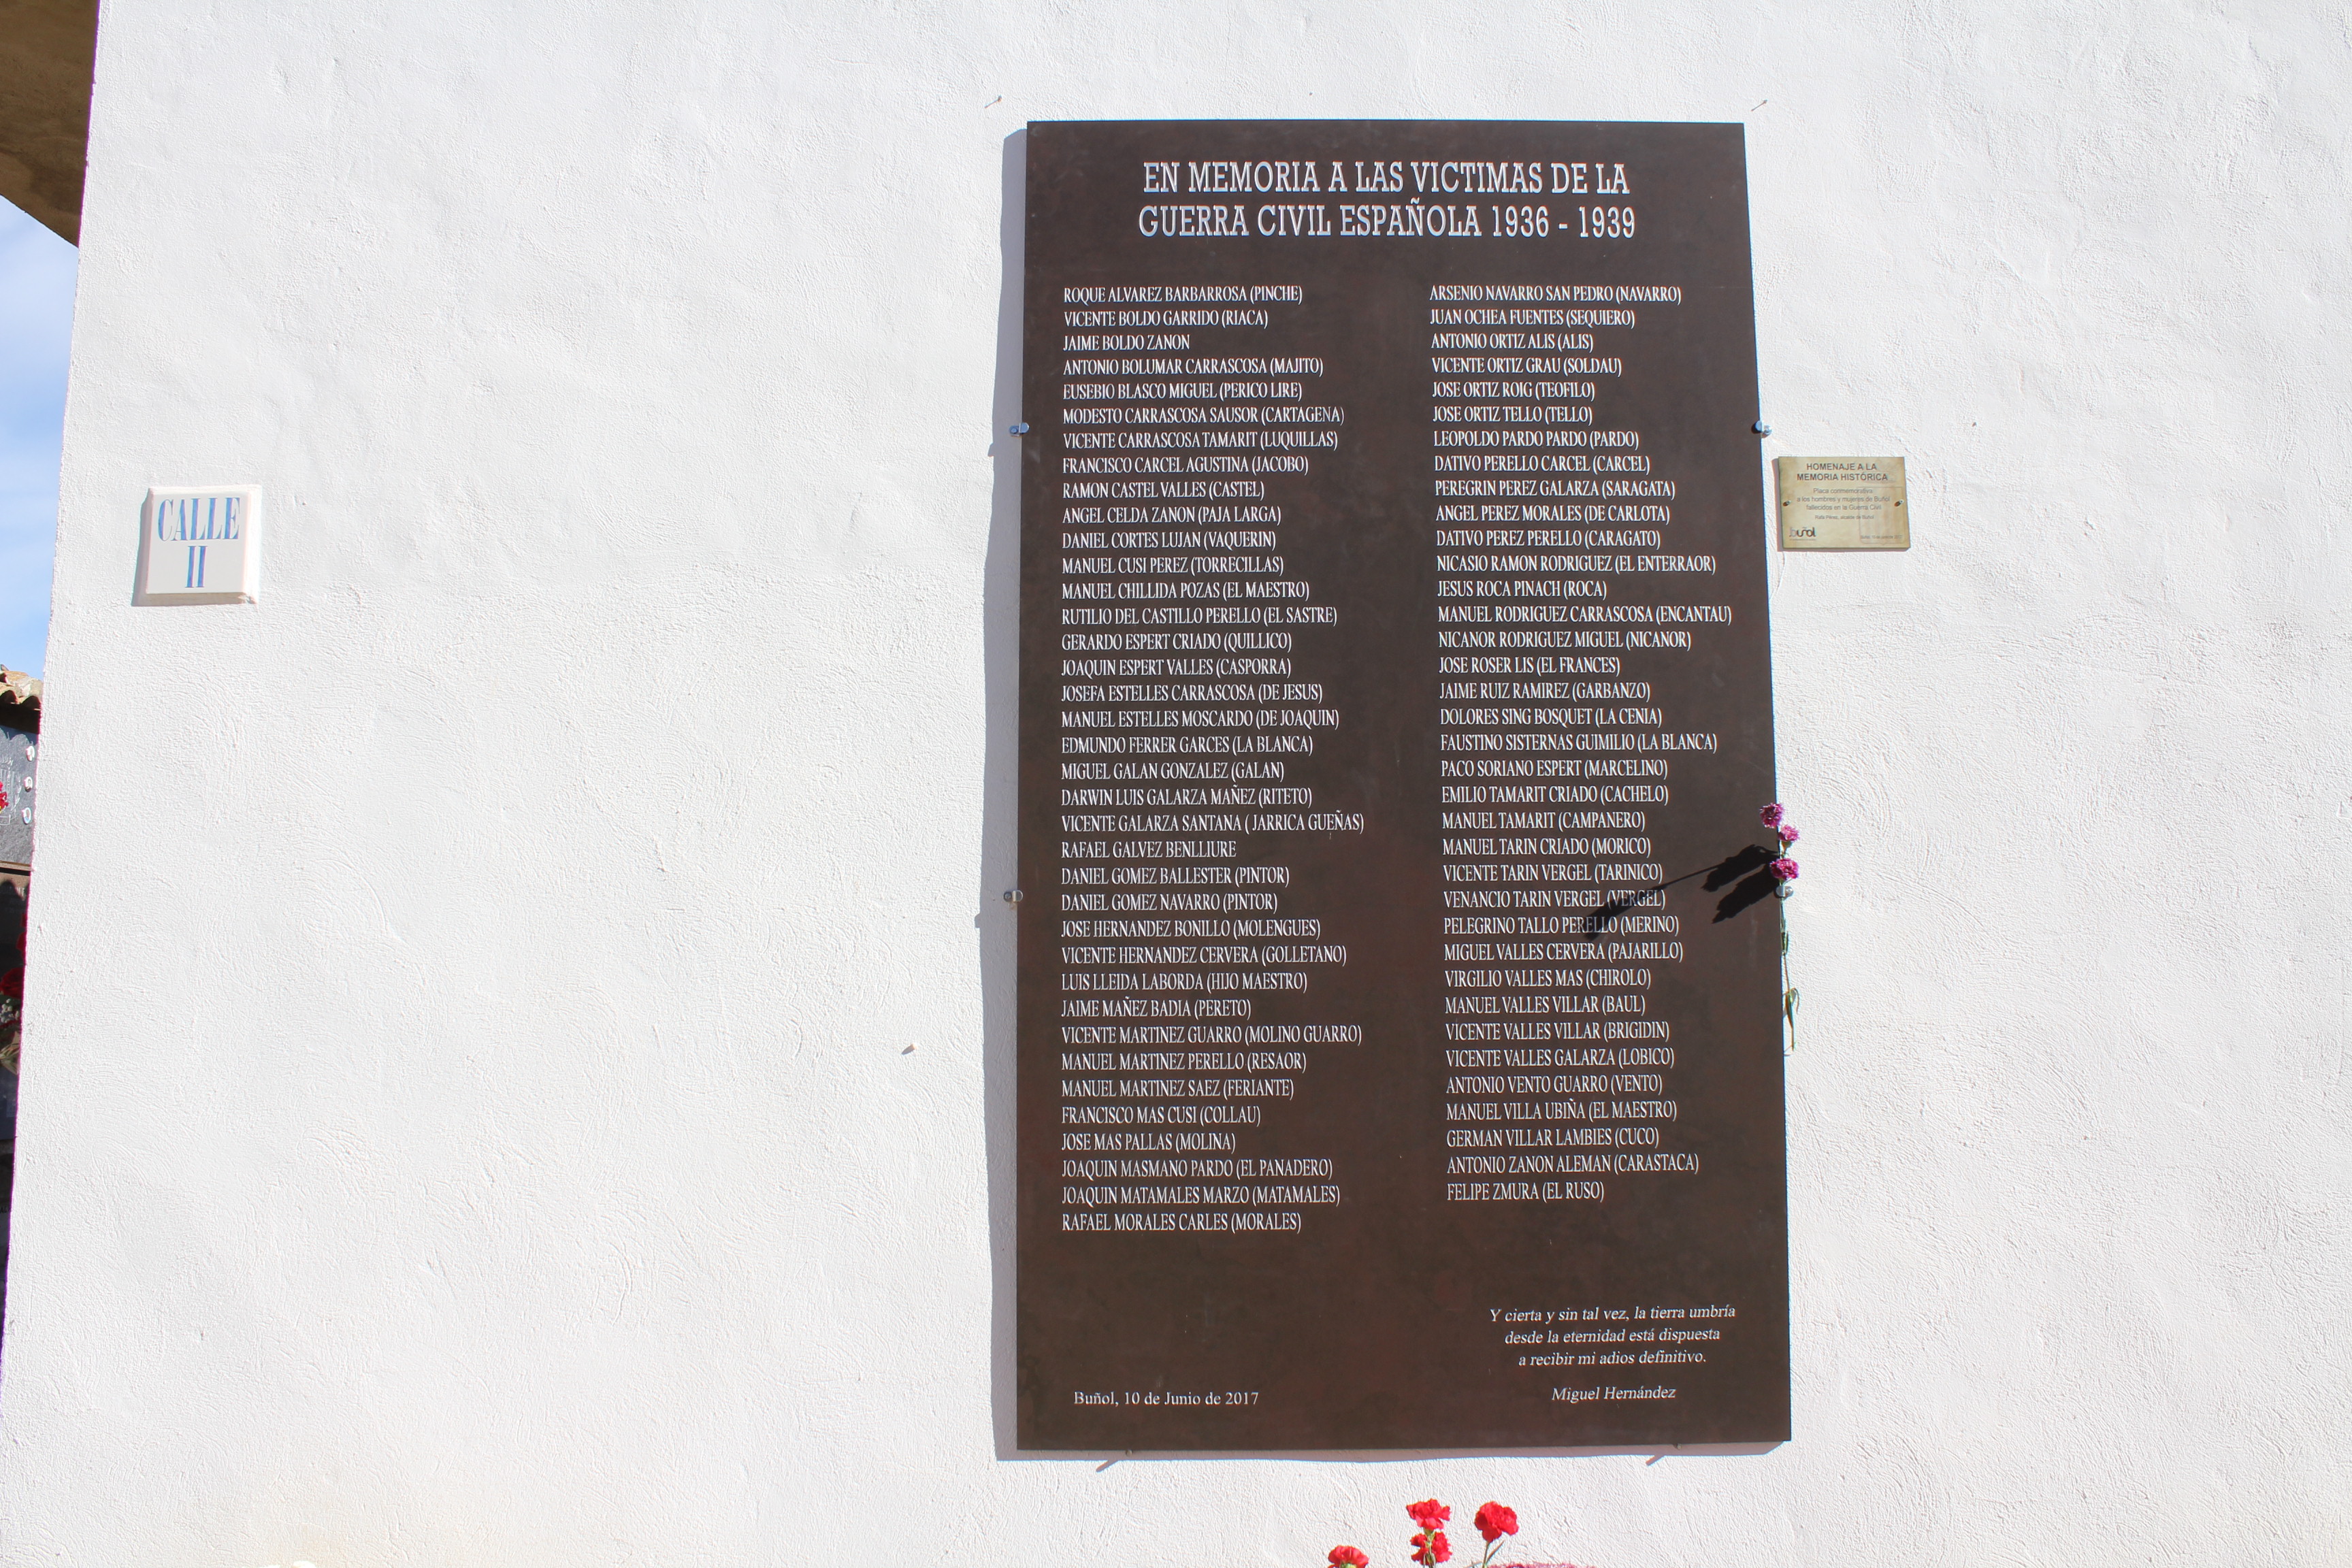 CALLE
II
EN MEMORIA A LAS VICTIMAS DE LA
GUERRA CIVIL ESPAÑOLA 1936 - 1939
ROQUE ALVAREZ BARBARROSA (PINCHE)
VICENTE BOLDO GARRIDO (RIACA)
JAIME BOLDO ZANON
ANTONIO BOLUMAR CARRASCOSA (MAJITO)
EUSEBIO BLASCO MIGUEL (PERICO LIRE)
MODESTO CARRASCOSA SAUSOR (CARTAGENA)
VICENTE CARRASCOSA TAMARIT (LUQUILLAS)
FRANCISCO CARCEL AGUSTINA (JACOBO)
RAMON CASTEL VALLES (CASTEL)
ANGEL CELDA ZANON (PAJA LARGA)
DANIEL CORTES LUJAN (VAQUERIN)
MANUEL CUSI PEREZ (TORRECILLAS)
MANUEL CHILLIDA POZAS (EL MAESTRO)
RUTILIO DEL CASTILLO PERELLO (EL SASTRE)
GERARDO ESPERT CRIADO (QUILLICO)
JOAQUIN ESPERT VALLES (CASPORRA)
JOSEFA ESTELLES CARRASCOSA (DE JESUS)
MANUEL ESTELLES MOSCARDO (DE JOAQUIN)
EDMUNDO FERRER GARCES (LA BLANCA)
MIGUEL GALAN GONZALEZ (GALAN)
DARWIN LUIS GALARZA MAÑEZ (RITETO)
VICENTE GALARZA SANTANA ( JARRICA GUEÑAS)
RAFAEL GALVEZ BENLLIURE
DANIEL GOMEZ BALLESTER (PINTOR)
DANIEL GOMEZ NAVARRO (PINTOR)
JOSE HERNANDEZ BONILLO (MOLENGUES)
VICENTE HERNANDEZ CERVERA (GOLLETANO)
LUIS LLEIDA LABORDA (HIJO MAESTRO)
JAIME MAÑEZ BADIA (PERETO)
VICENTE MARTINEZ GUARRO (MOLINO GUARRO)
MANUEL MARTINEZ PERELLO (RESAOR)
MANUEL MARTINEZ SAEZ (FERIANTE)
FRANCISCO MAS CUSI (COLLAU)
JOSE MAS PALLAS (MOLINA)
JOAQUIN MASMANO PARDO (EL PANADERO)
JOAQUIN MATAMALES MARZO (MATAMALES)
RAFAEL MORALES CARLES (MORALES)
ARSENIO NAVARRO SAN PEDRO (NAVARRO)
JUAN OCHEA FUENTES (SEQUIERO)
ANTONIO ORTIZ ALIS (ALIS)
VICENTE ORTIZ GRAU (SOLDAU)
JOSE ORTIZ ROIG (TEOFILO)
JOSE ORTIZ TELLO (TELLO)
LEOPOLDO PARDO PARDO (PARDO)
DATIVO PERELLO CARCEL (CARCEL)
PEREGRIN PEREZ GALARZA (SARAGATA)
ANGEL PEREZ MORALES (DE CARLOTA)
DATIVO PEREZ PERELLO (CARAGATO)
NICASIO RAMON RODRIGUEZ (EL ENTERRAOR)
JESUS ROCA PINACH (ROCA)
MANUEL RODRIGUEZ CARRASCOSA (ENCANTAU)
NICANOR RODRIGUEZ MIGUEL (NICANOR)
JOSE ROSER LIS (EL FRANCES)
JAIME RUIZ RAMIREZ (GARBANZO)
DOLORES SING BOSQUET (LA CENIA)
FAUSTINO SISTERNAS GUIMILIO (LA BLANCA)
PACO SORIANO ESPERT (MARCELINO)
EMILIO TAMARIT CRIADO (CACHELO)
MANUEL TAMARIT (CAMPANERO)
MANUEL TARIN CRIADO (MORICO)
VICENTE TARIN VERGEL (TARINICO)
VENANCIO TARIN VERGEL (VERGEL)
PELEGRINO TALLO PERELLO (MERINO)
MIGUEL VALLES CERVERA (PAJARILLO)
VIRGILIO VALLES MAS (CHIROLO)
MANUEL VALLES VILLAR (BAUL)
VICENTE VALLES VILLAR (BRIGIDIN)
VICENTE VALLES GALARZA (LOBICO)
ANTONIO VENTO GUARRO (VENTO)
MANUEL VILLA UBIÑA (EL MAESTRO)
GERMAN VILLAR LAMBIES (CUCO)
ANTONIO ZANON ALEMAN (CARASTACA)
FELIPE ZMURA (EL RUSO)
Y cierta y sin tal vez, la tierra umbría
desde la eternidad está dispuesta
a recibir mi adios definitivo.
Miguel Hernández
Buñol, 10 de Junio de 2017
HOMENAJE A LA
MEMORIA HISTÓRICA
Placa conmemorativa
a los hombres y mujeres de Buñol
fallecidos en la Guerra Civil
buñol